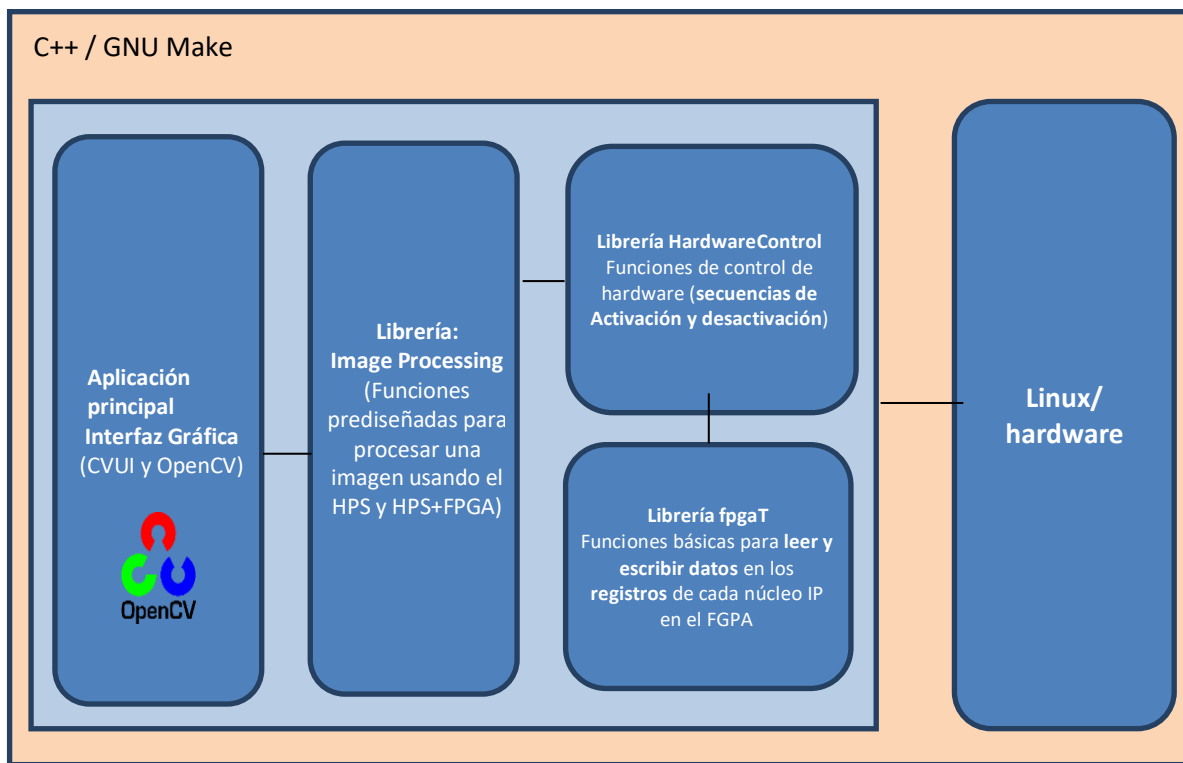 C++ / GNU Make
Aplicación
principal
Interfaz Gráfica
(CVUI y OpenCV)
OpenCV
Librería:
Image Processing
(Funciones
prediseñadas para
procesar una
imagen usando el
HPS y HPS+FPGA)
Librería HardwareControl
Funciones de control de
hardware (secuencias de
Activación y desactivación)
Librería fpgaT
Funciones básicas para leer y
escribir datos en los
registros de cada núcleo IP
en el FGPA
Linux/
hardware